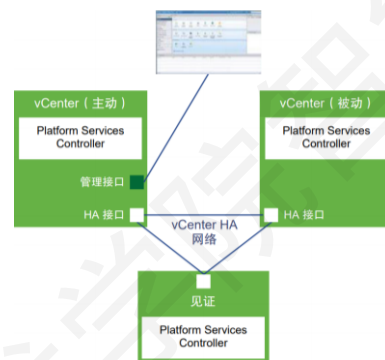 vCenter（主动）
Platform Services
Controller
管理接口
HA 接口
vCenter（被动）
Platform Services
Controller
HA 接口
vCenter HA
网络
见证
Platform Services
Controller